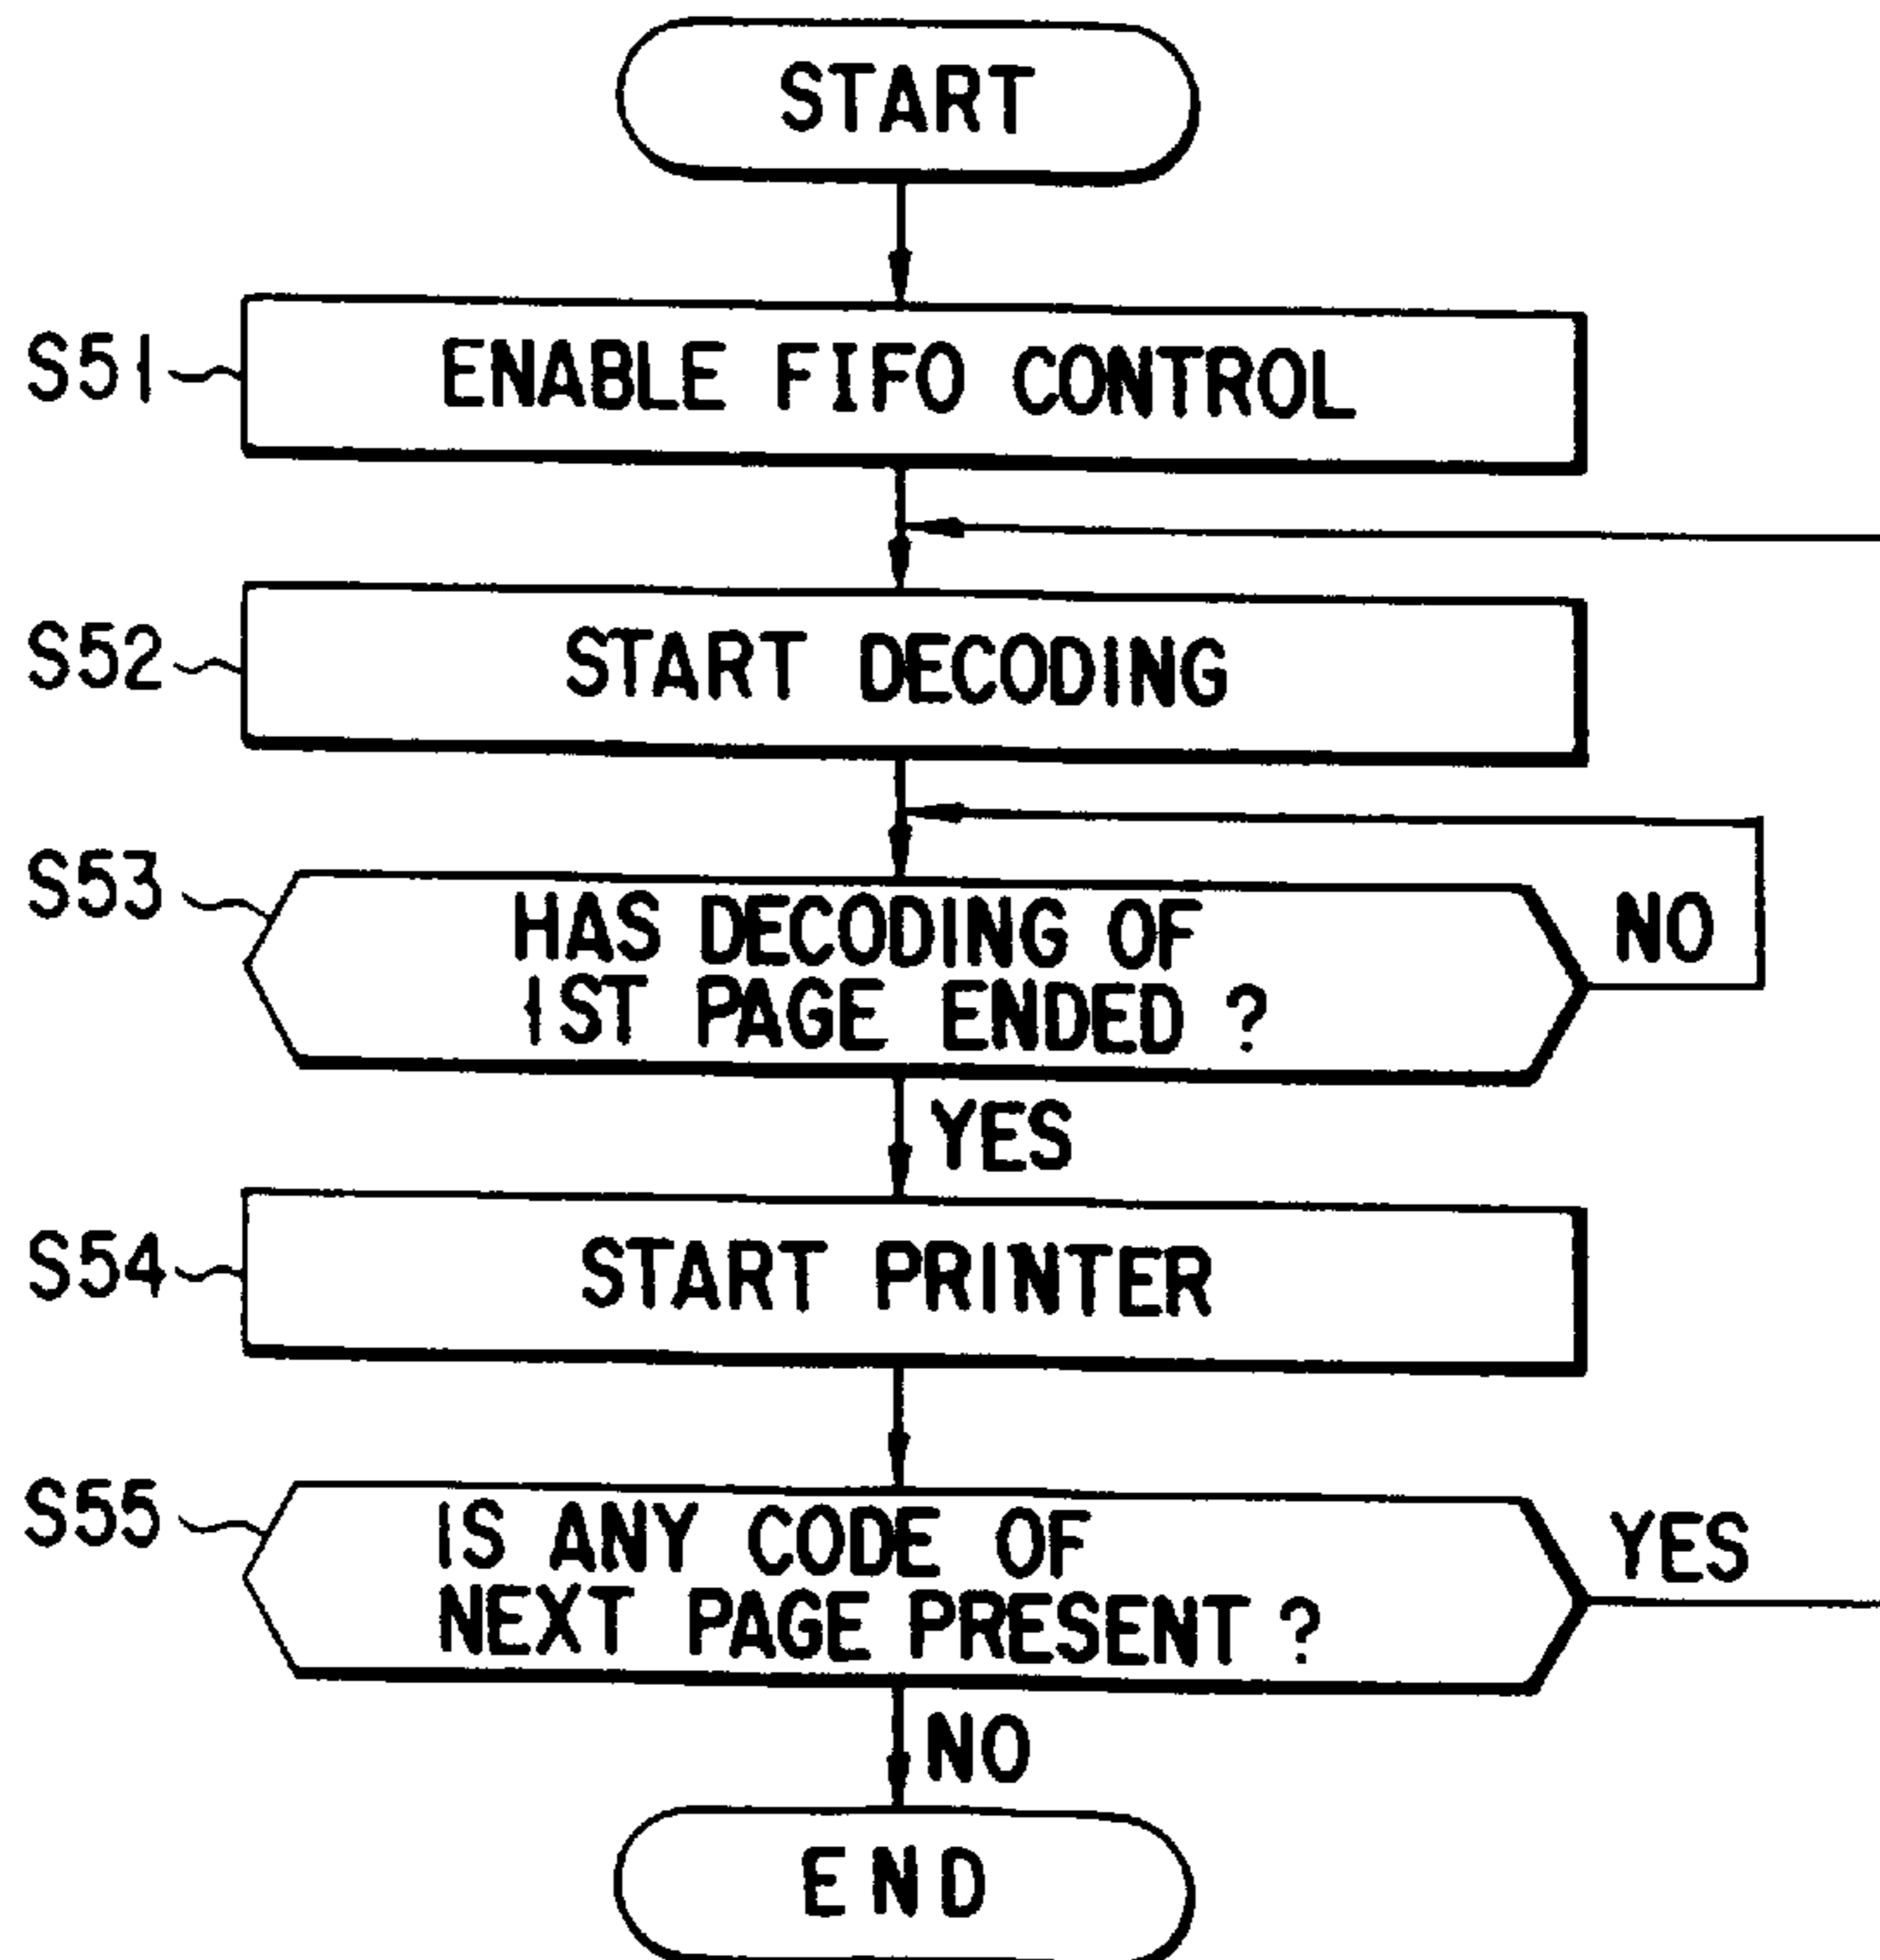 START
S51
ENABLE FIFO CONTROL
S52
START DECODING
S53
HAS DECODING OF
1ST PAGE ENDED ?
NO
YES
S54
START PRINTER
S55
IS ANY CODE OF
NEXT PAGE PRESENT ?
YES
NO
END